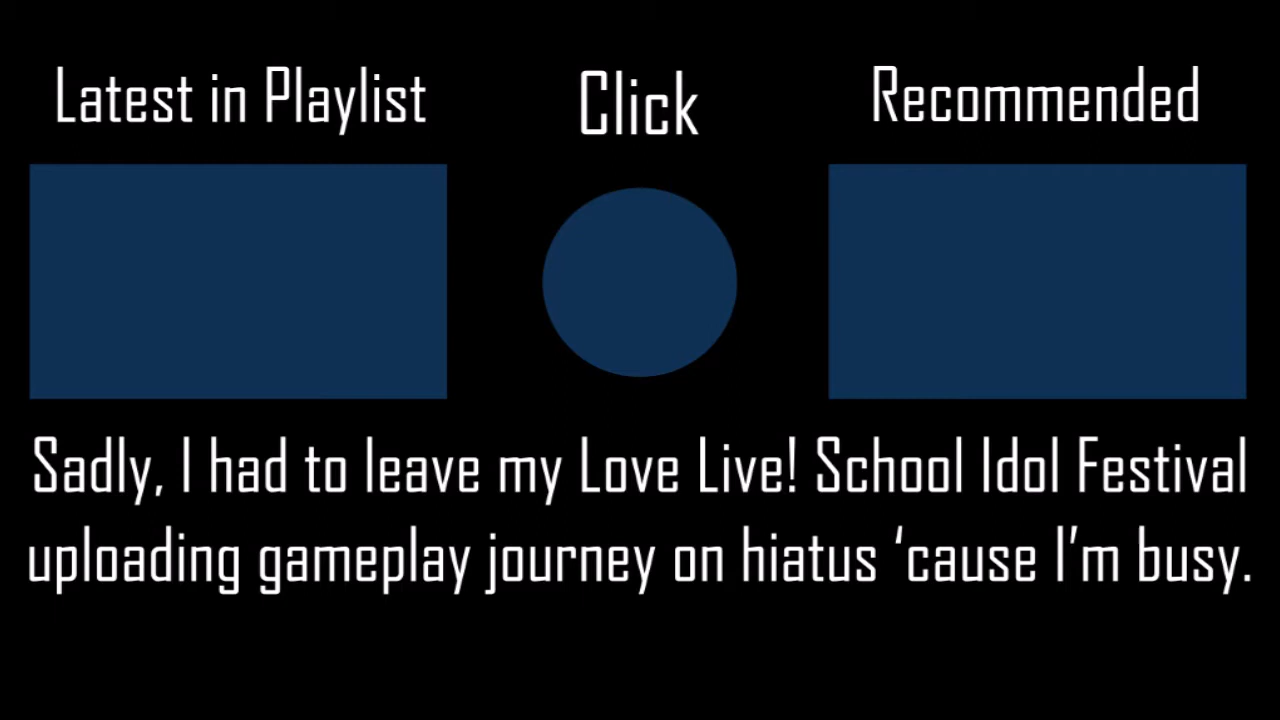 Latest in Playlist
Click
Recommended
Sadly, I had to leave my Love Live! School Idol Festival
uploading gameplay journey on hiatus ‘cause I’m busy.